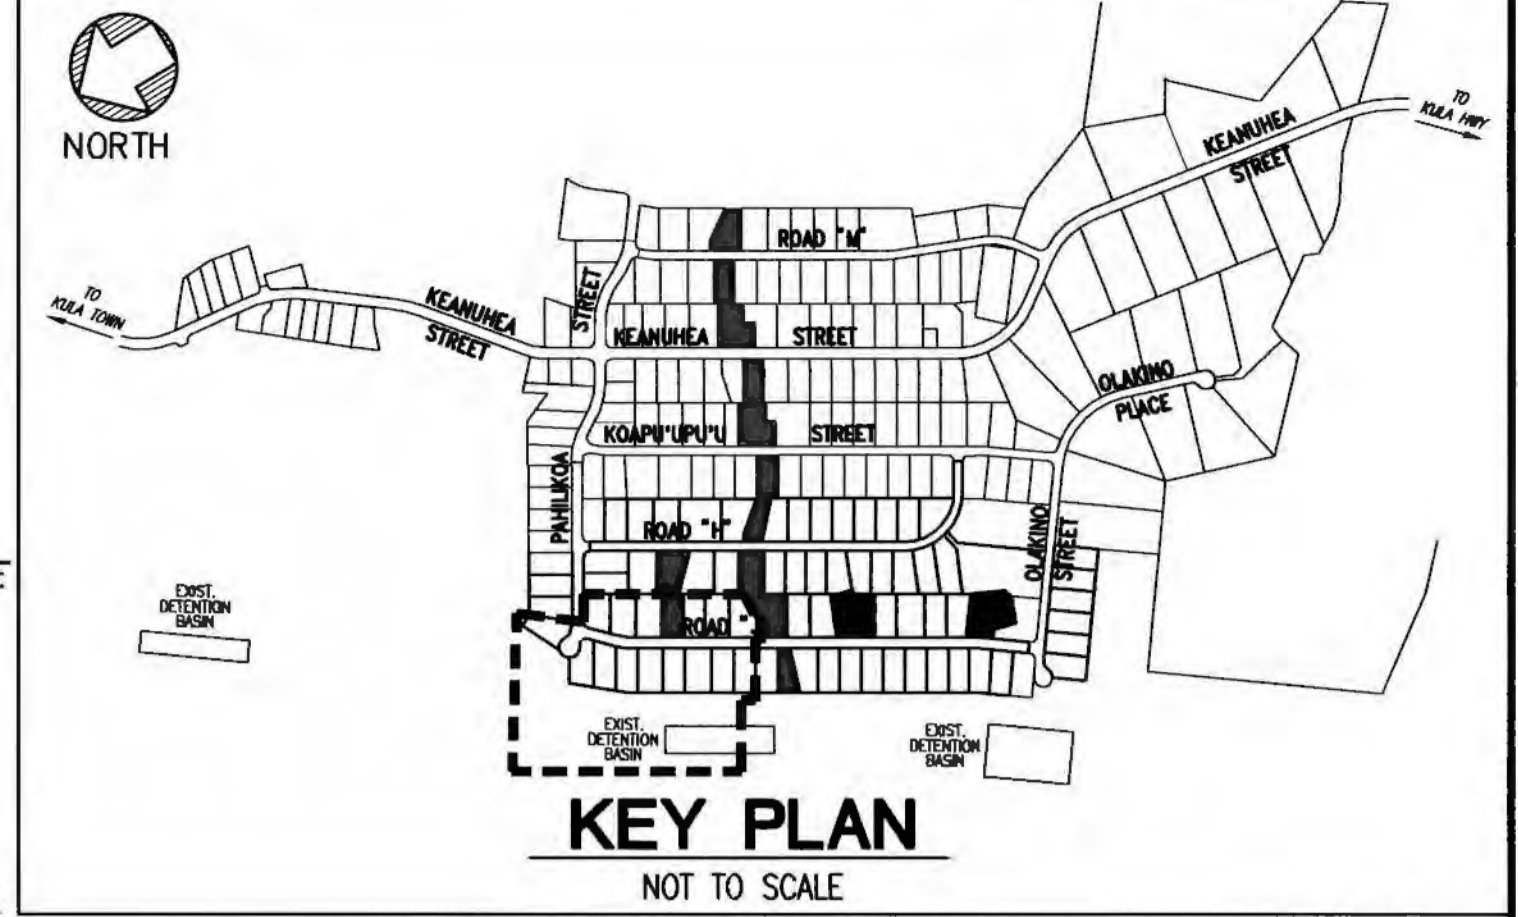 NORTH
TO
KULA HWY
KEANUHEA
STREET
ROAD "M"
TO
KULA TOWN
KEANUHEA
STREET
STREET
KEANUHEA STREET
OLAKINO
PLACE
KOAPU'UPU'U STREET
PAHILIKOA
ROAD "H"
OLAKINO
STREET
EXIST.
DETENTION
BASIN
ROAD "
EXIST.
DETENTION
BASIN
EXIST.
DETENTION
BASIN
KEY PLAN
NOT TO SCALE